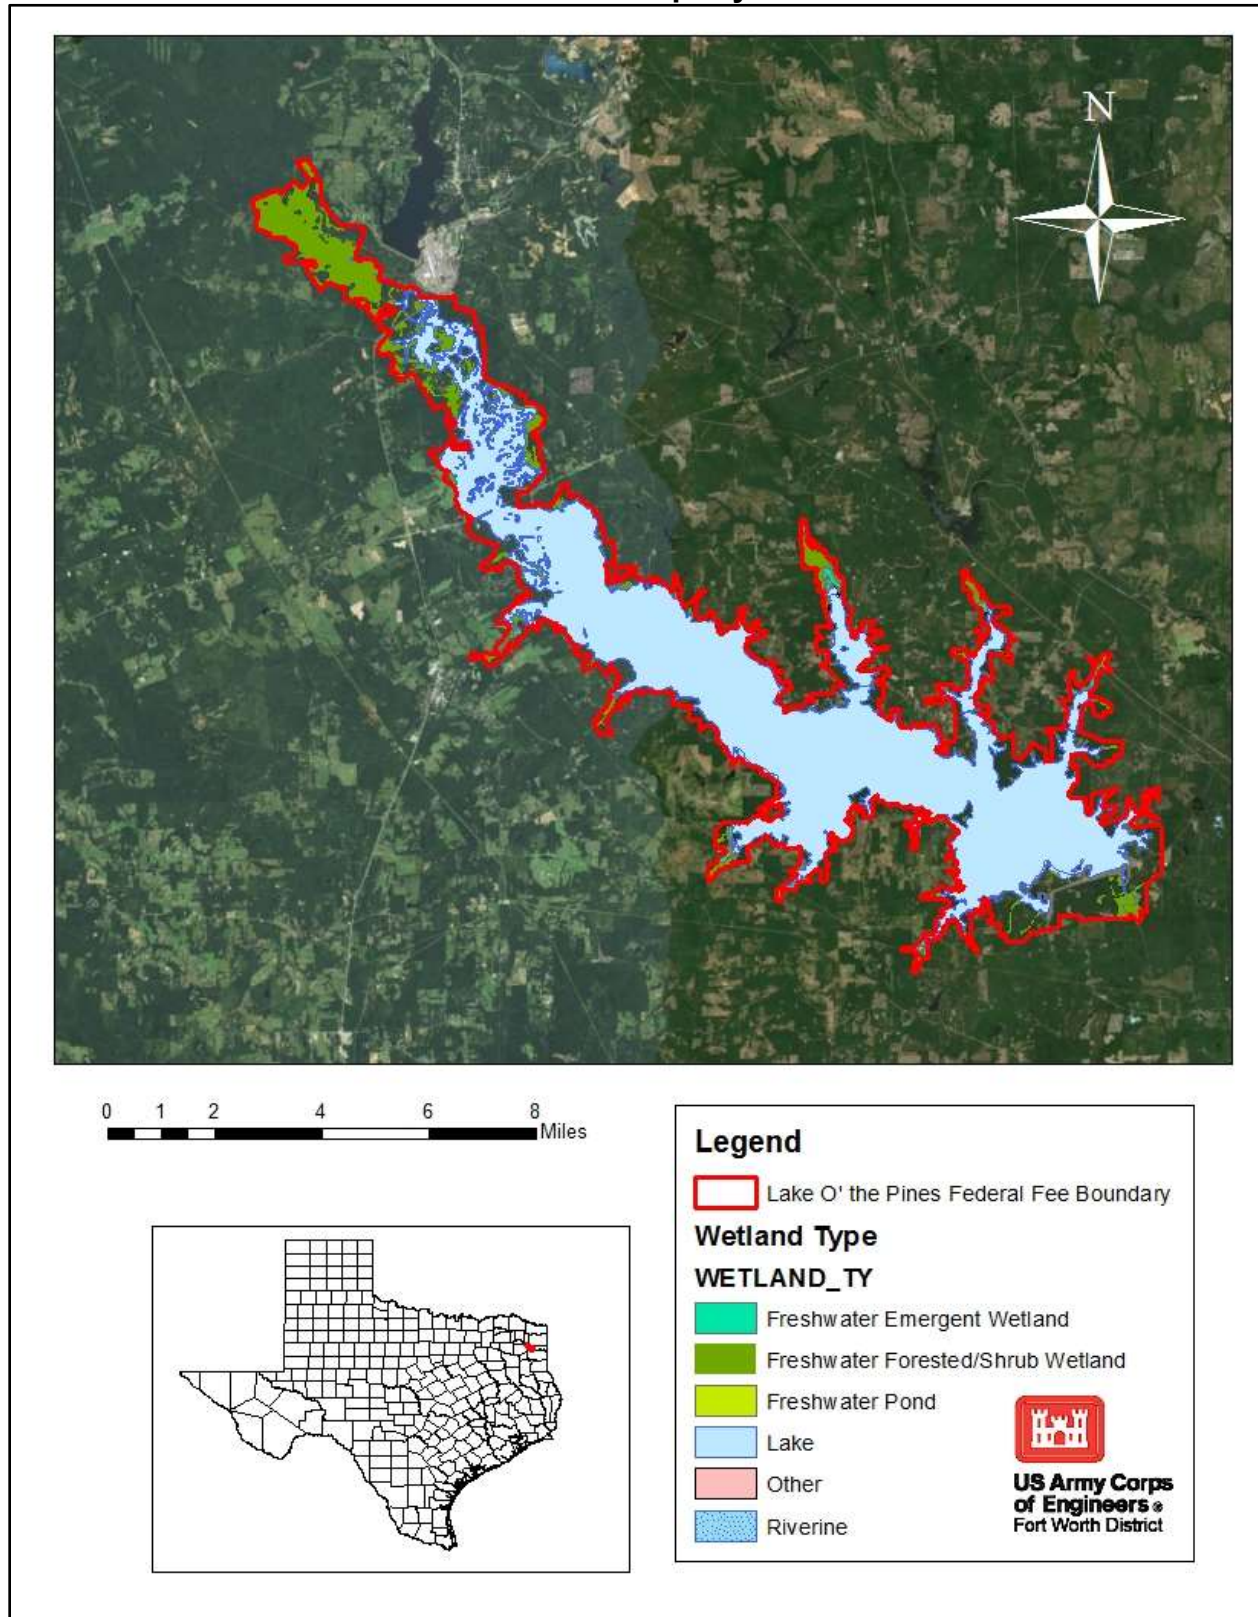 N
0 1 2 4 6 8
Miles
Legend
Lake O' the Pines Federal Fee Boundary
Wetland Type
WETLAND_TY
Freshwater Emergent Wetland
Freshwater Forested/Shrub Wetland
Freshwater Pond
Lake
Other
Riverine
US Army Corps
of Engineers ®
Fort Worth District